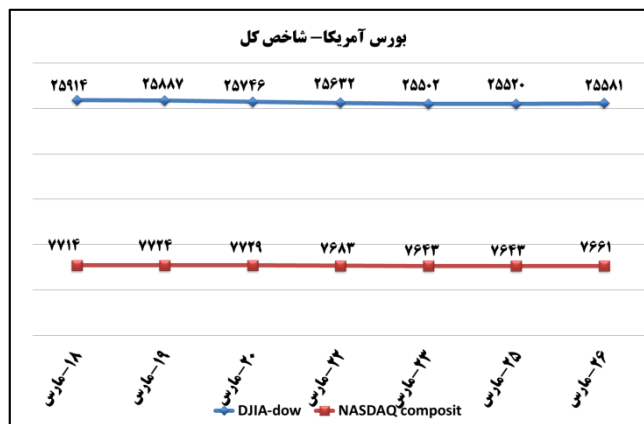 بورس آمریکا- شاخص کل
۲۵۹۱۴ ۲۵۸۸۷ ۲۵۷۴۶ ۲۵۶۳۲ ۲۵۵۰۲ ۲۵۵۲۰ ۲۵۵۸۱
۷۷۱۴ ۷۷۲۴ ۷۷۲۹ ۷۶۸۳ ۷۶۴۳ ۷۶۴۳ ۷۶۶۱
۱۸-مارس ۱۹-مارس ۲۰-مارس ۲۲-مارس ۲۳-مارس ۲۵-مارس ۲۶-مارس
DJIA-dow NASDAQ composit